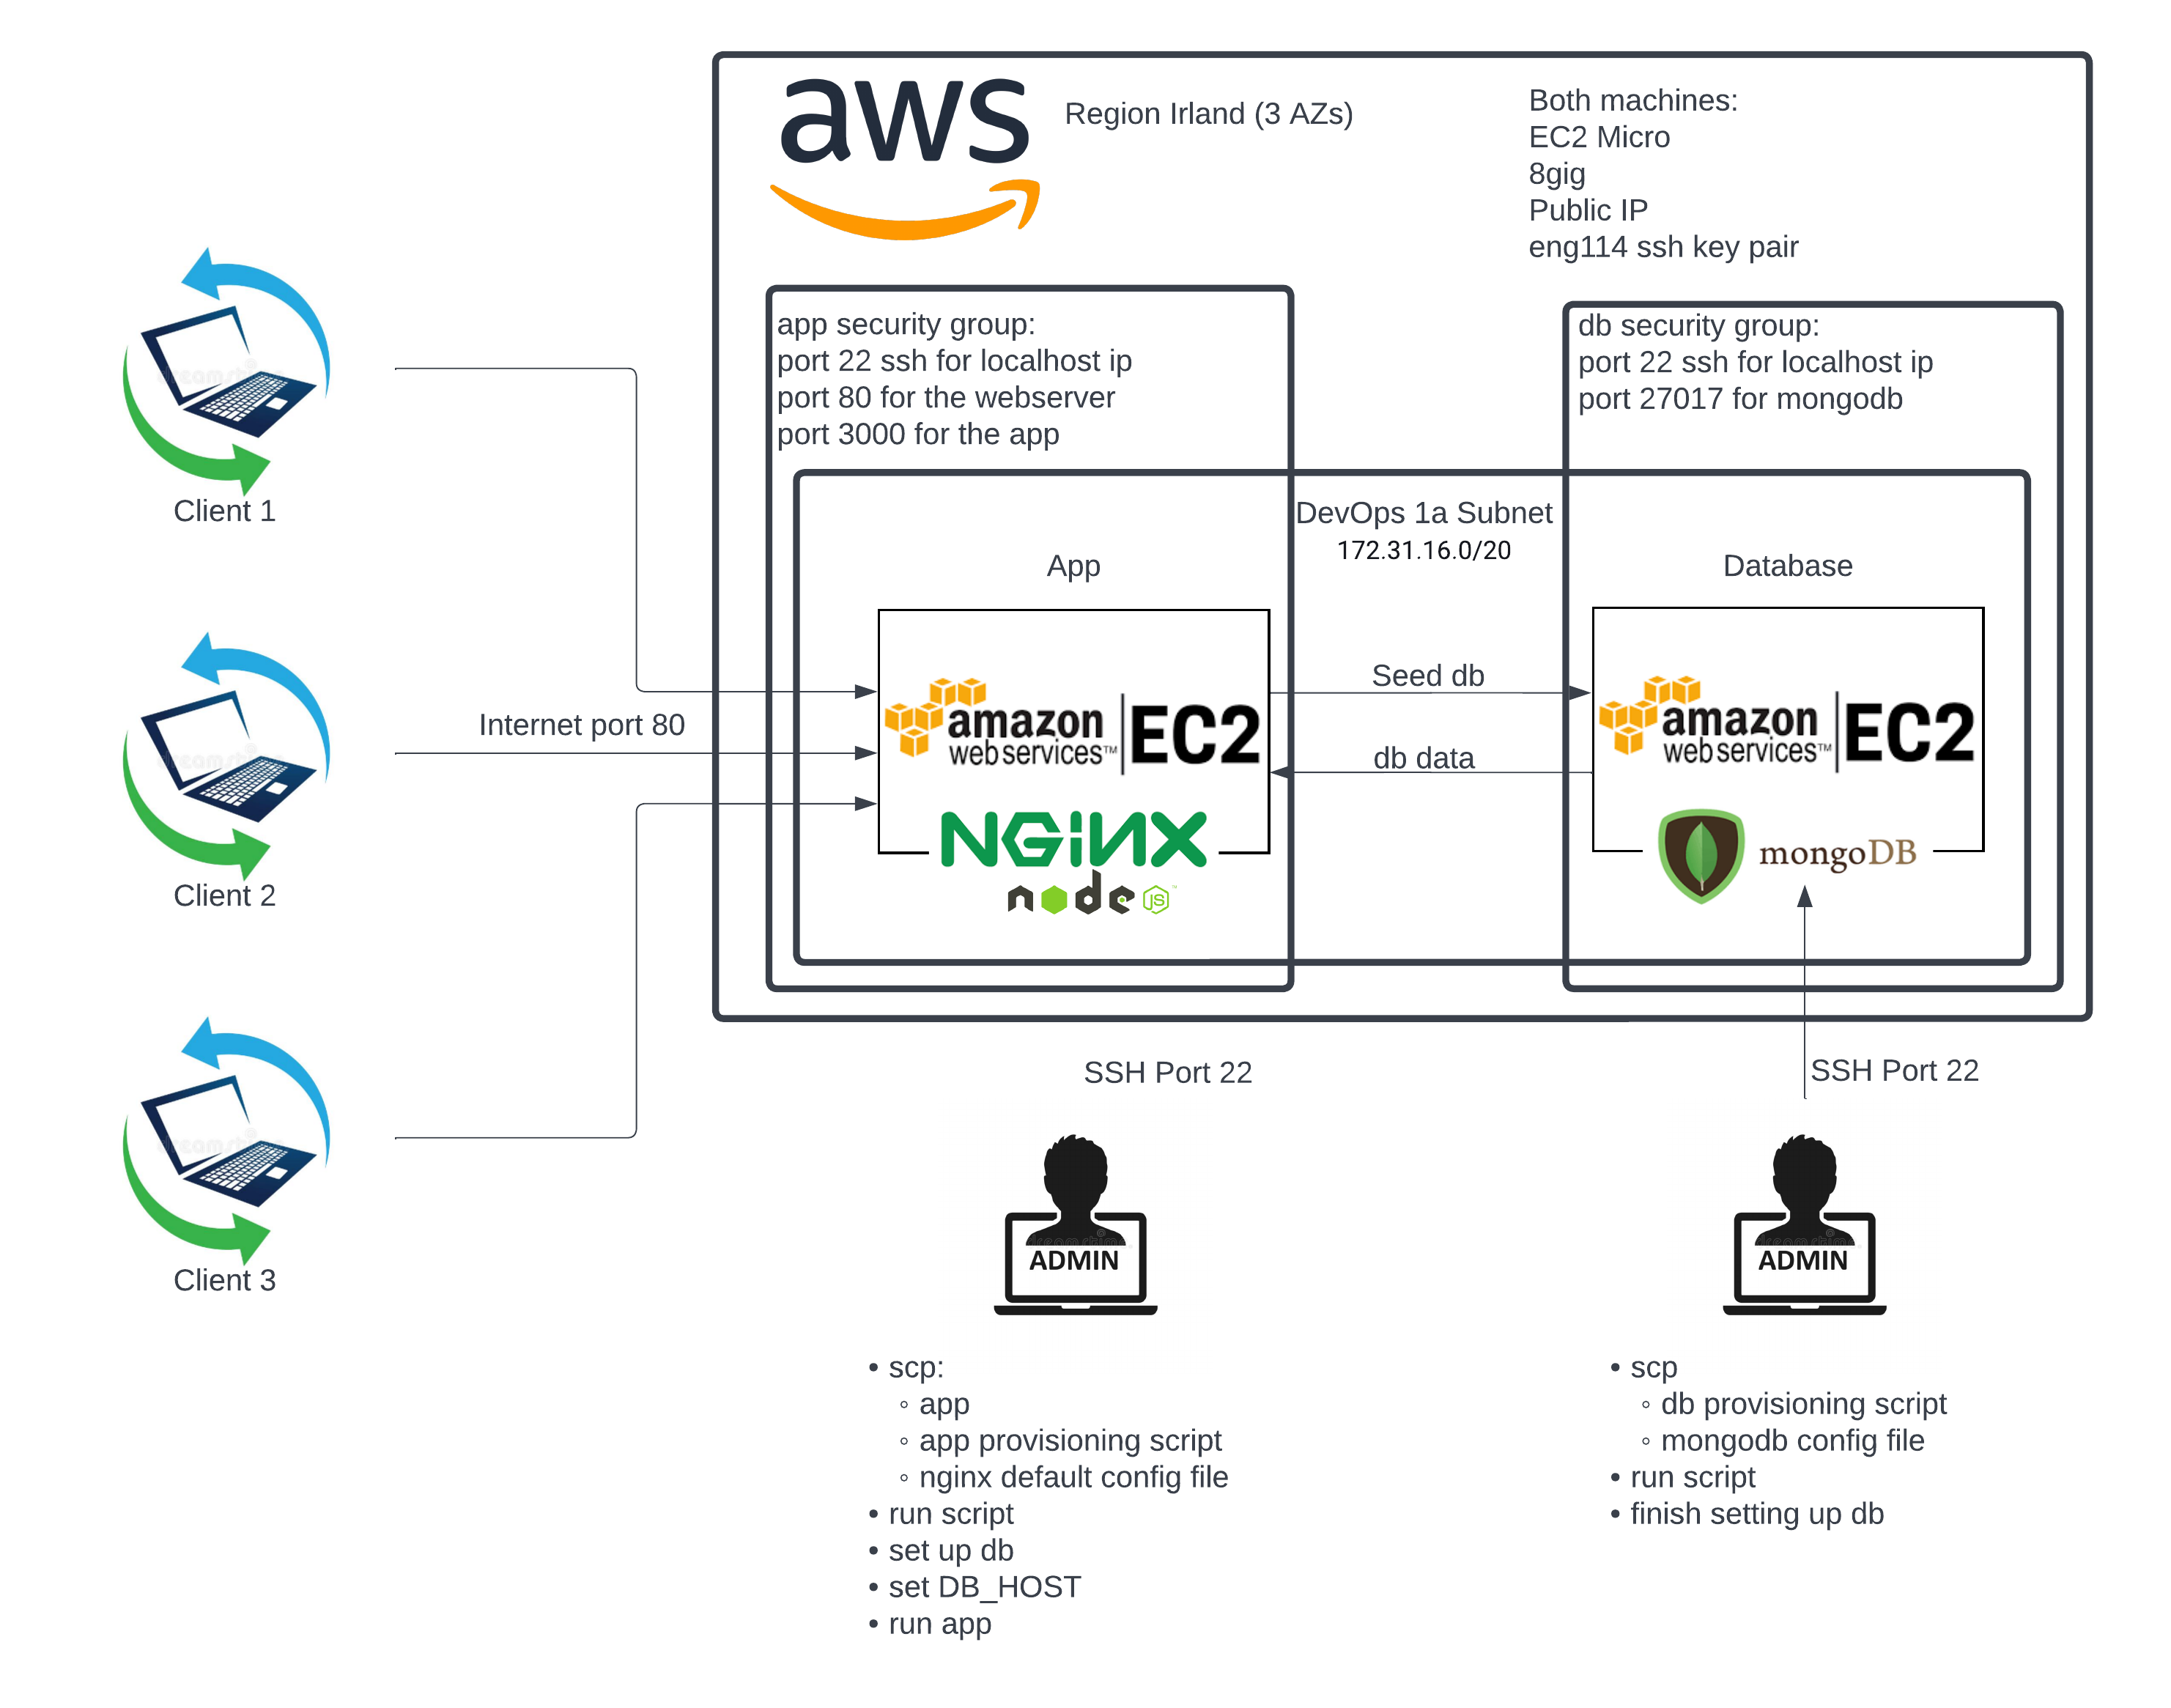 aws
Region Irland (3 AZs)
Both machines:
EC2 Micro
8gig
Public IP
eng114 ssh key pair
app security group:
port 22 ssh for localhost ip
port 80 for the webserver
port 3000 for the app
db security group:
port 22 ssh for localhost ip
port 27017 for mongodb
DevOps 1a Subnet
172.31.16.0/20
App
Database
Client 1
Client 2
Client 3
Internet port 80
Seed db
db data
amazon
web services™
EC2
NGINX
node JS™
amazon
web services™
EC2
mongoDB
SSH Port 22
SSH Port 22
ADMIN
ADMIN
• scp:
◦ app
◦ app provisioning script
◦ nginx default config file
• run script
• set up db
• set DB_HOST
• run app
• scp
◦ db provisioning script
◦ mongodb config file
• run script
• finish setting up db